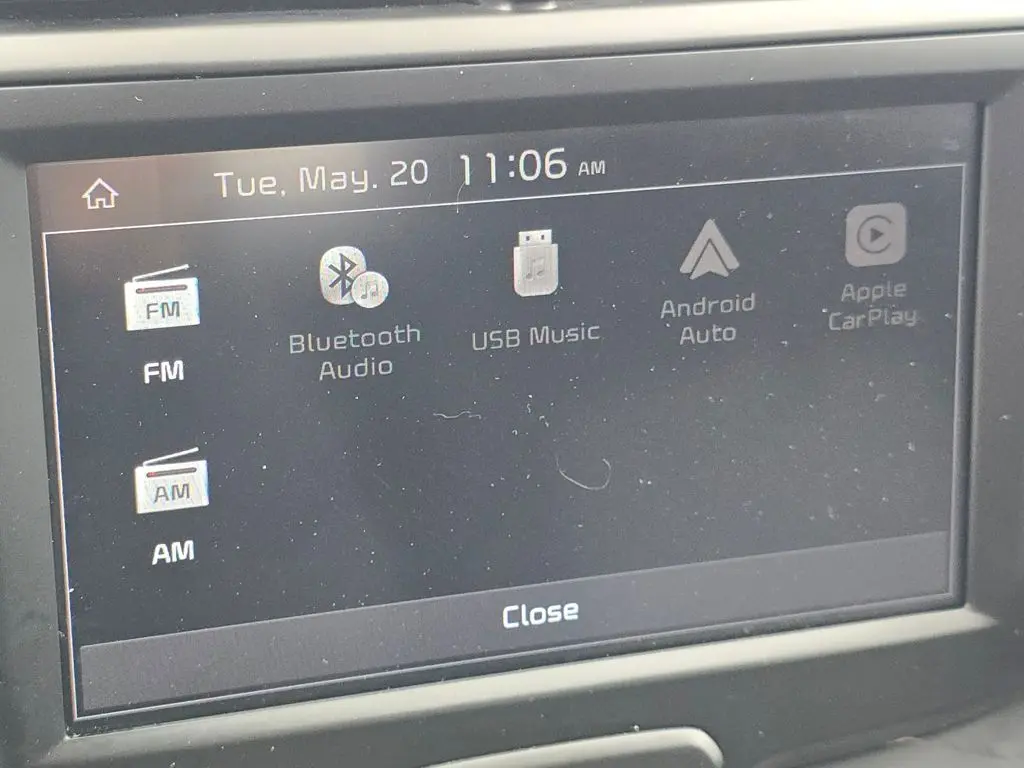 Tue, May. 20 11:06 AM
FM
FM
Bluetooth
Audio
USB Music
Android
Auto
Apple
CarPlay
AM
AM
Close